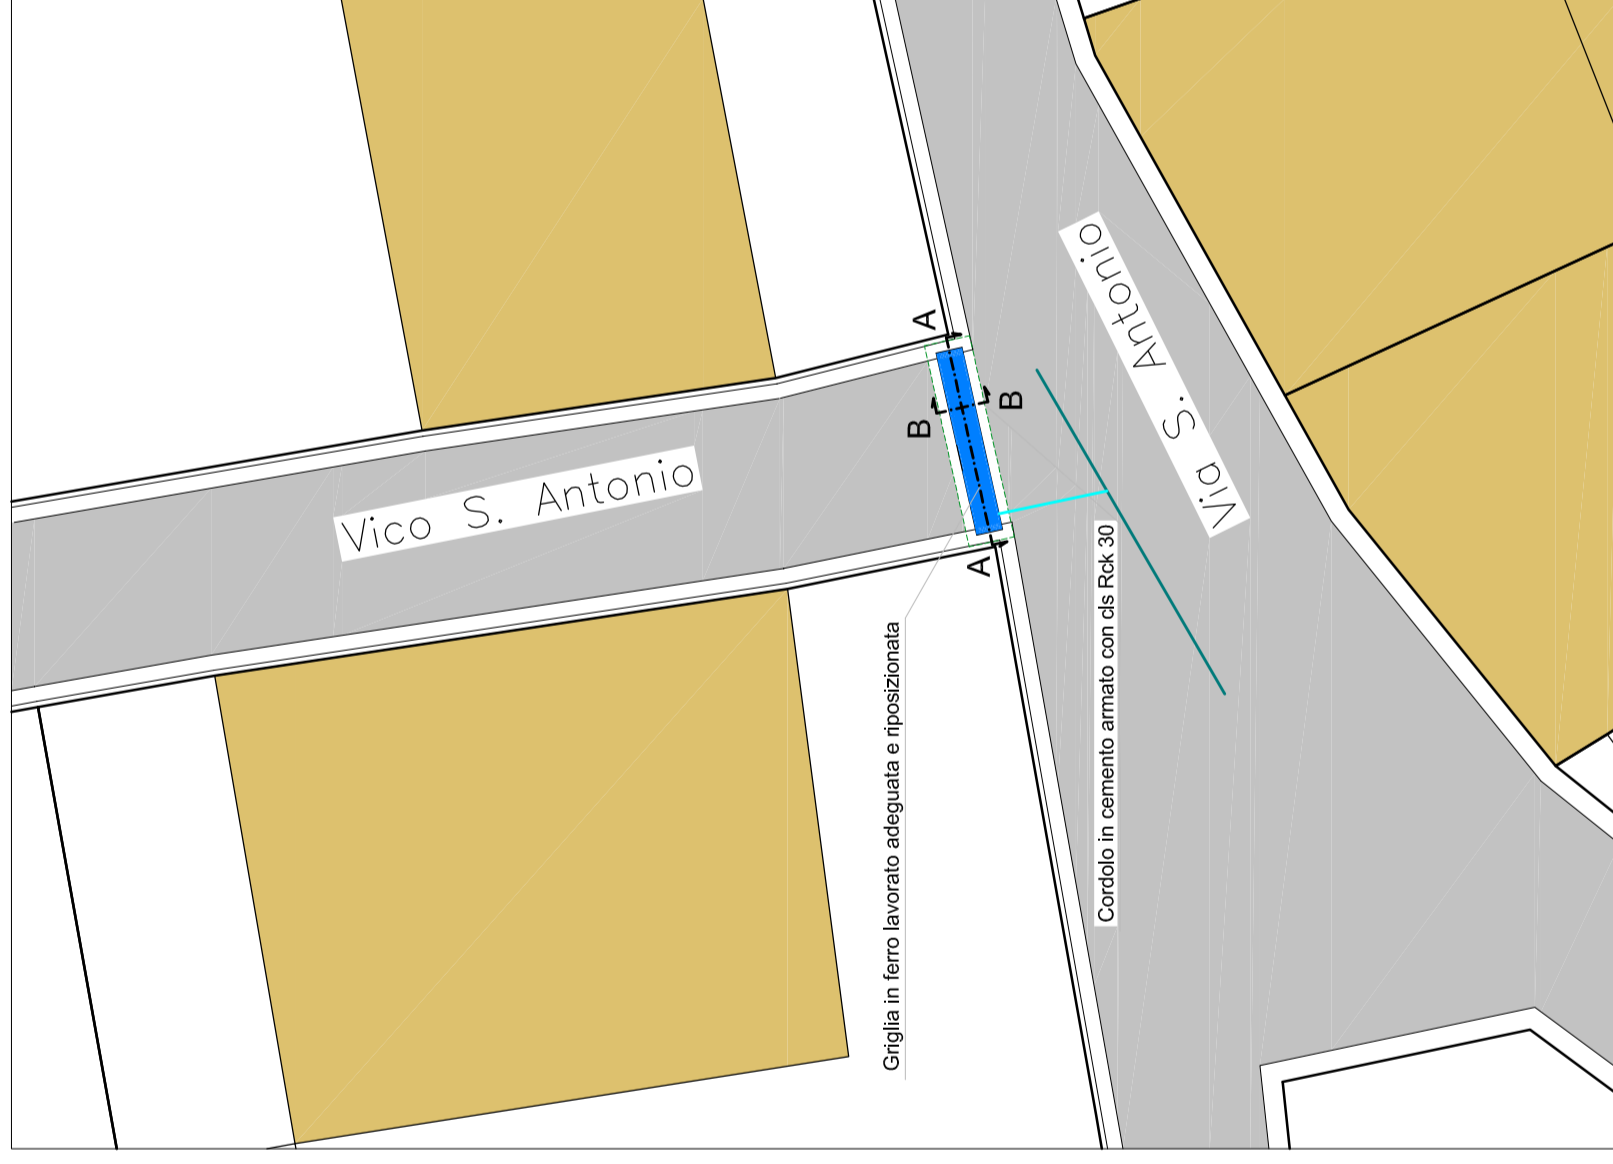 Vico S. Antonio
Via S. Antonio
A
B
B
A
Griglia in ferro lavorato adeguata e riposizionata
Cordolo in cemento armato con cls Rck 30